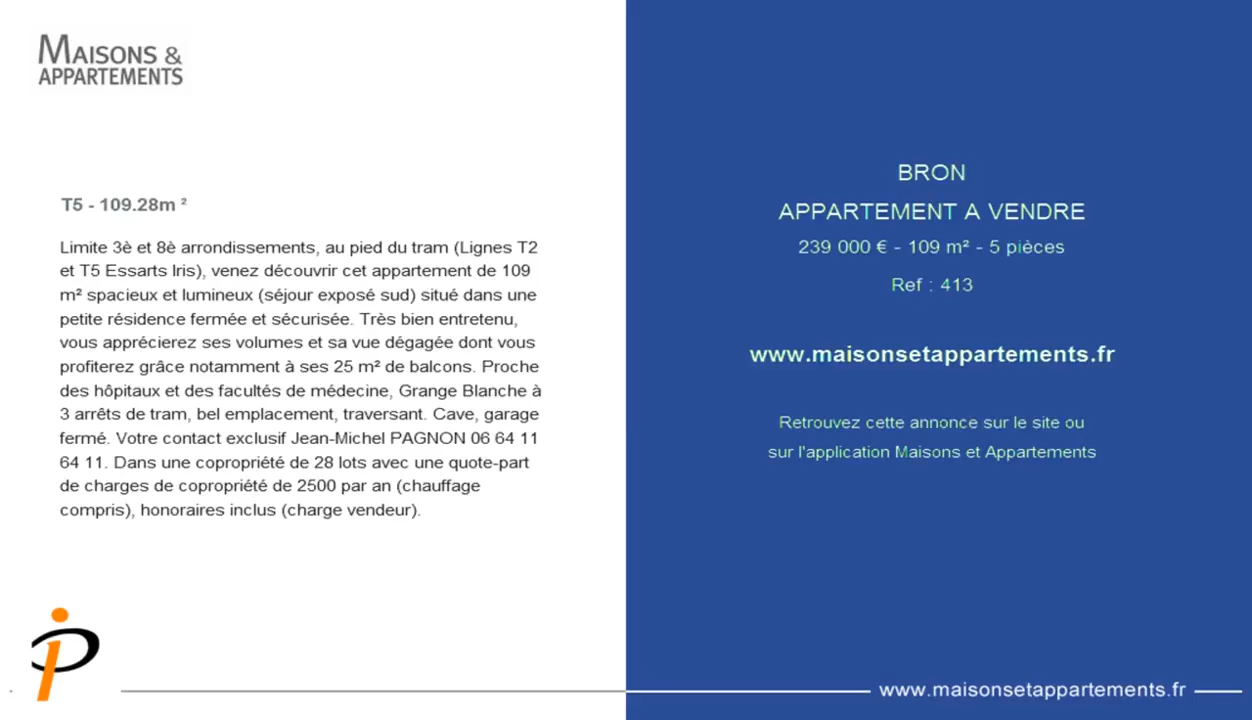 MAISONS &
APPARTEMENTS
T5 - 109.28m ²
Limite 3è et 8è arrondissements, au pied du tram (Lignes T2
et T5 Essarts Iris), venez découvrir cet appartement de 109
m² spacieux et lumineux (séjour exposé sud) situé dans une
petite résidence fermée et sécurisée. Très bien entretenu,
vous apprécierez ses volumes et sa vue dégagée dont vous
profiterez grâce notamment à ses 25 m² de balcons. Proche
des hôpitaux et des facultés de médecine, Grange Blanche à
3 arrêts de tram, bel emplacement, traversant. Cave, garage
fermé. Votre contact exclusif Jean-Michel PAGNON 06 64 11
64 11. Dans une copropriété de 28 lots avec une quote-part
de charges de copropriété de 2500 par an (chauffage
compris), honoraires inclus (charge vendeur).
BRON
APPARTEMENT A VENDRE
239 000 € - 109 m² - 5 pièces
Ref : 413
www.maisonsetappartements.fr
Retrouvez cette annonce sur le site ou
sur l'application Maisons et Appartements
www.maisonsetappartements.fr